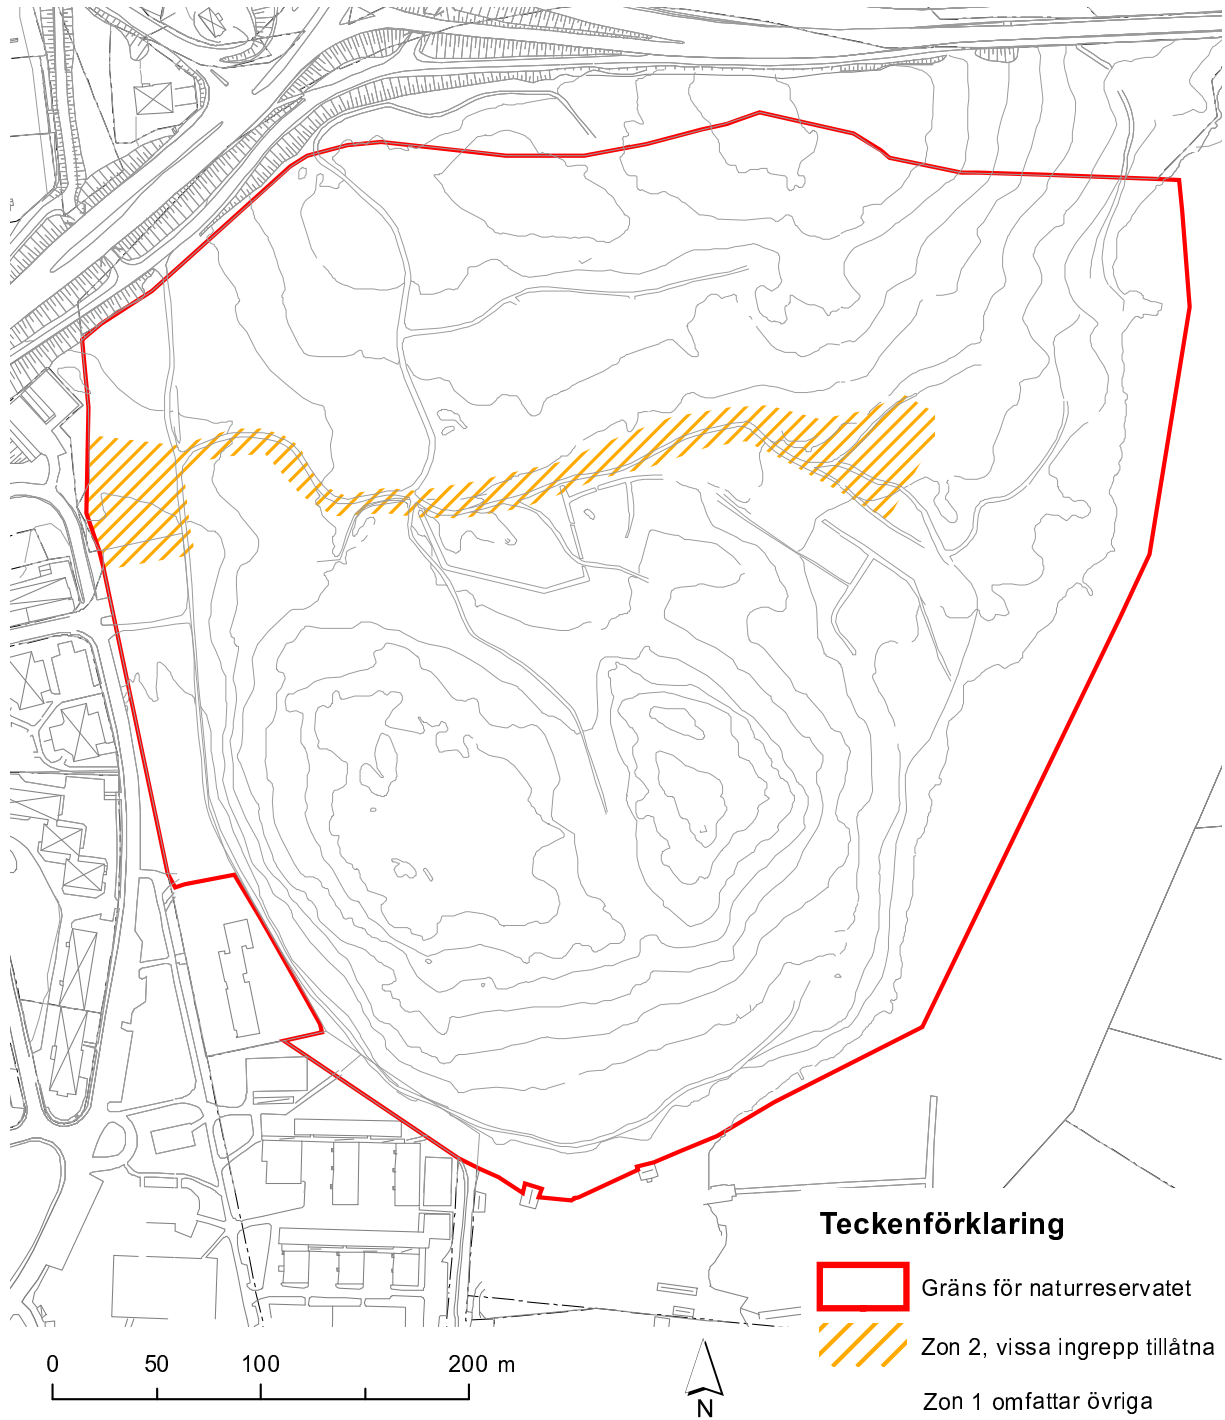 Teckenförklaring
Gräns för naturreservatet
Zon 2, vissa ingrepp tillåtna
Zon 1 omfattar övriga
0 50 100 200 m
N